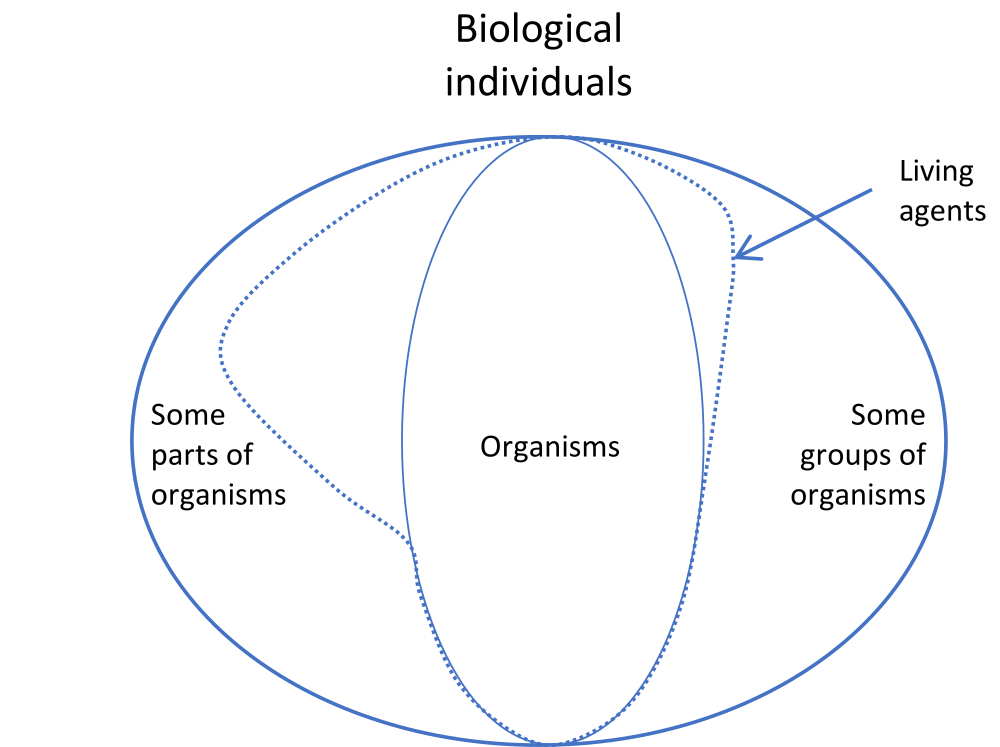 Biological
individuals
Living
agents
Some
parts of
organisms
Organisms
Some
groups of
organisms